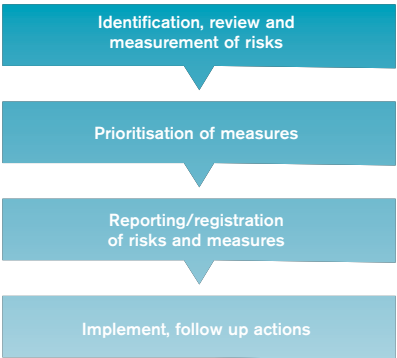 Identification, review and
measurement of risks
Prioritisation of measures
Reporting/registration
of risks and measures
Implement, follow up actions